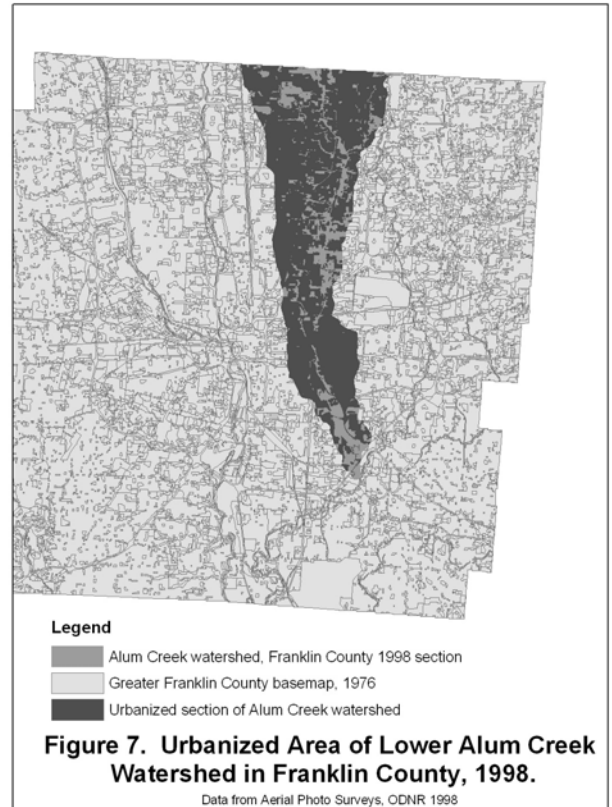 Legend
Alum Creek watershed, Franklin County 1998 section
Greater Franklin County basemap, 1976
Urbanized section of Alum Creek watershed
Figure 7. Urbanized Area of Lower Alum Creek
Watershed in Franklin County, 1998.
Data from Aerial Photo Surveys, ODNR 1998